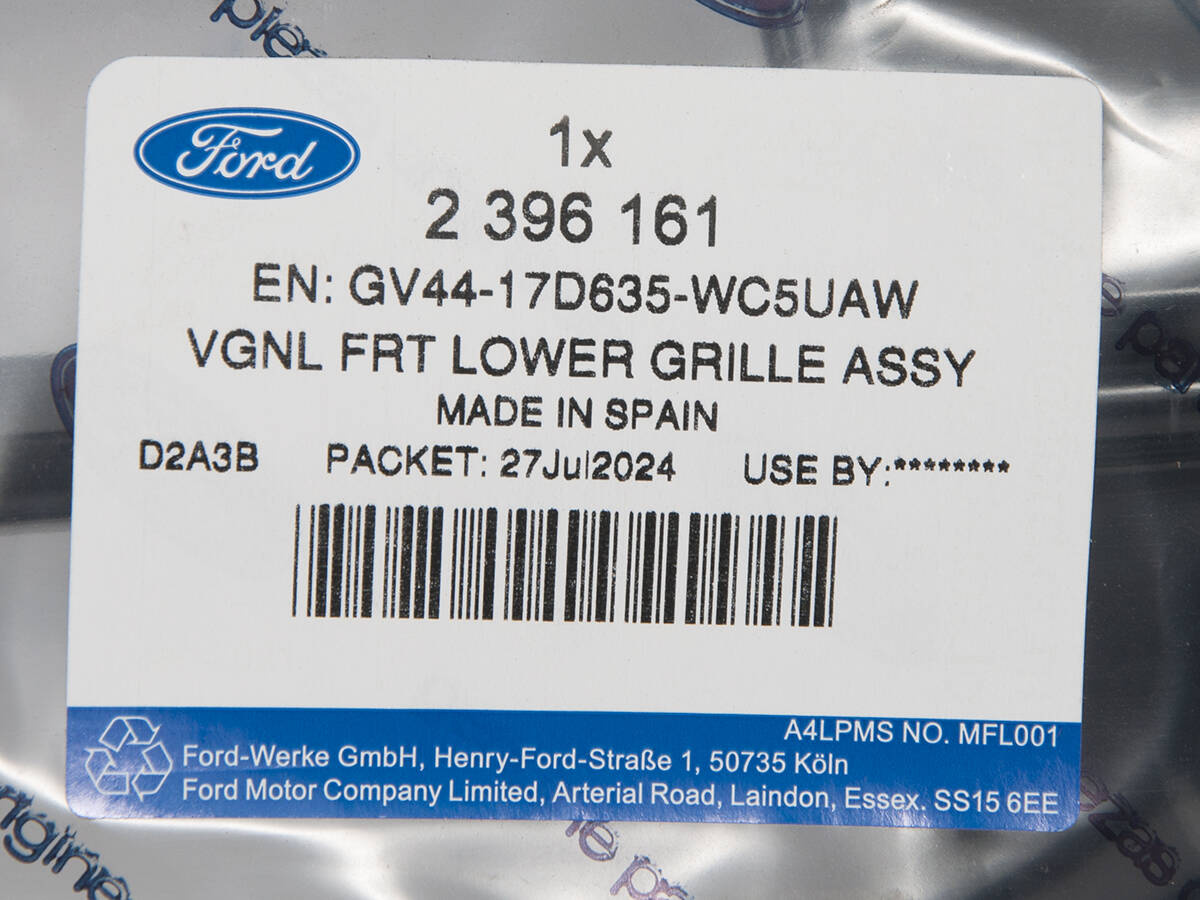 Ford
1x
2 396 161
EN: GV44-17D635-WC5UAW
VGNL FRT LOWER GRILLE ASSY
MADE IN SPAIN
D2A3B PACKET: 27Jul2024 USE BY:********
A4LPMS NO. MFL001
Ford-Werke GmbH, Henry-Ford-Straße 1, 50735 Köln
Ford Motor Company Limited, Arterial Road, Laindon, Essex. SS15 6EE